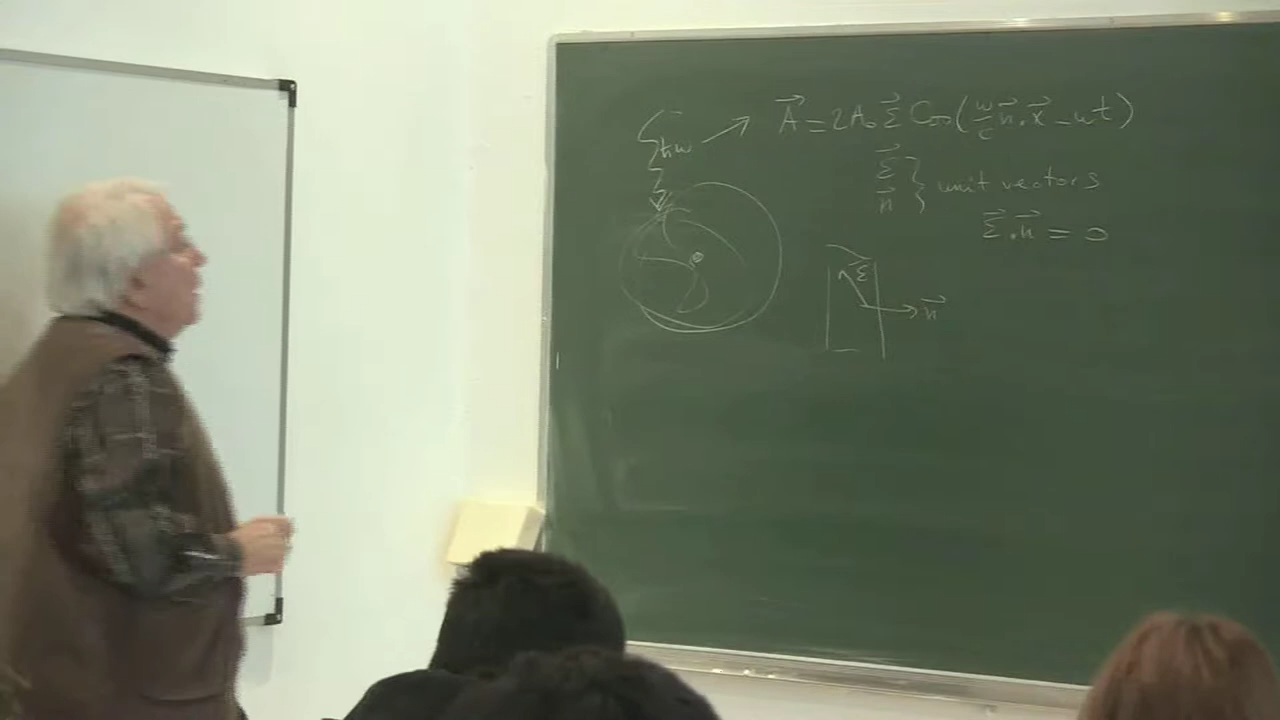 A⃗ = 2A₀ ε⃗ Cos(ω/c n⃗.x⃗ - ωt)
ħω
ε⃗
n⃗ } unit vectors
ε⃗.n⃗ = 0
ε⃗
n⃗